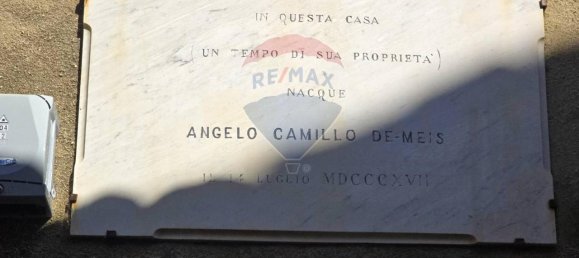 IN QUESTA CASA
(UN TEMPO DI SUA PROPRIETA')
RE/MAX
NACQUE
ANGELO CAMILLO DE-MEIS
IL 14 LUGLIO MDCCCXVII